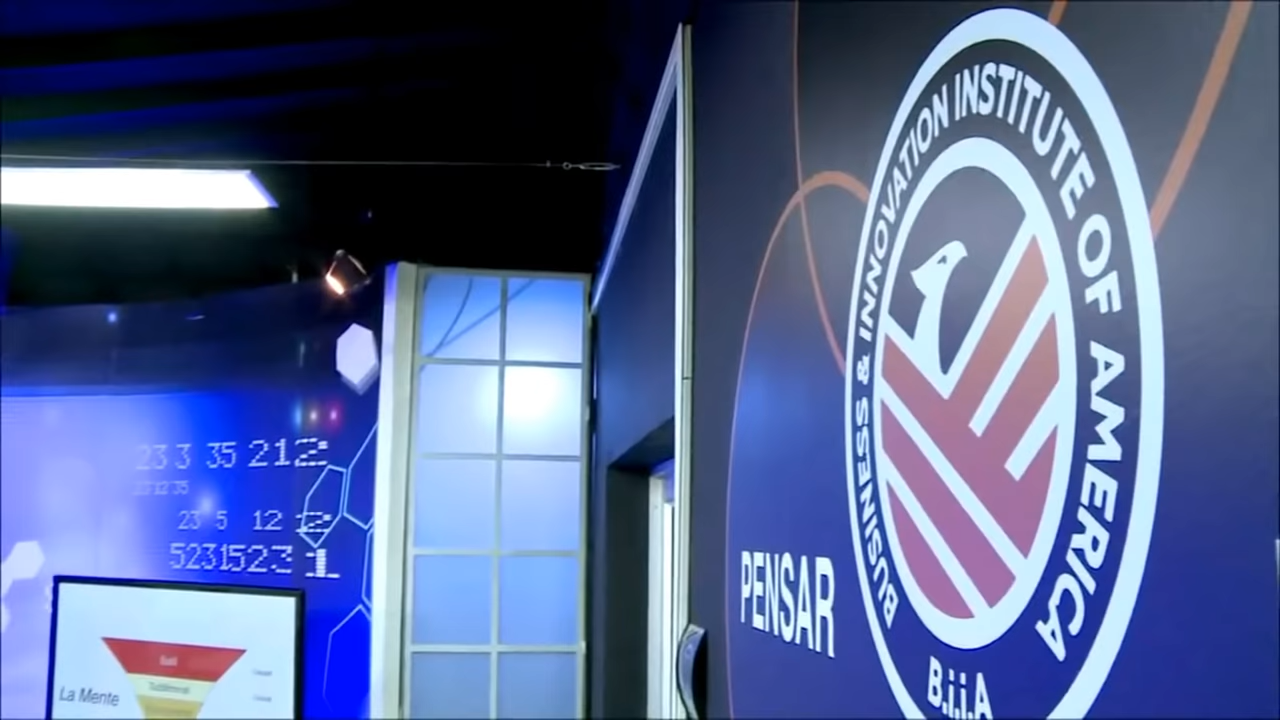 BUSINESS & INNOVATION INSTITUTE OF AMERICA
B.i.i.A
PENSAR
23 3 35 212
23 5 12 12
5231523 1
La Mente